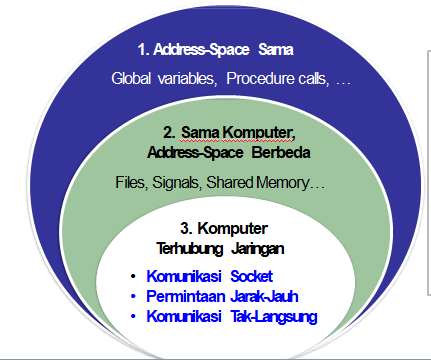 1. Address-Space Sama
Global variables, Procedure calls, …
2. Sama Komputer,
Address-Space Berbeda
Files, Signals, Shared Memory…
3. Komputer
Terhubung Jaringan
• Komunikasi Socket
• Permintaan Jarak-Jauh
• Komunikasi Tak-Langsung